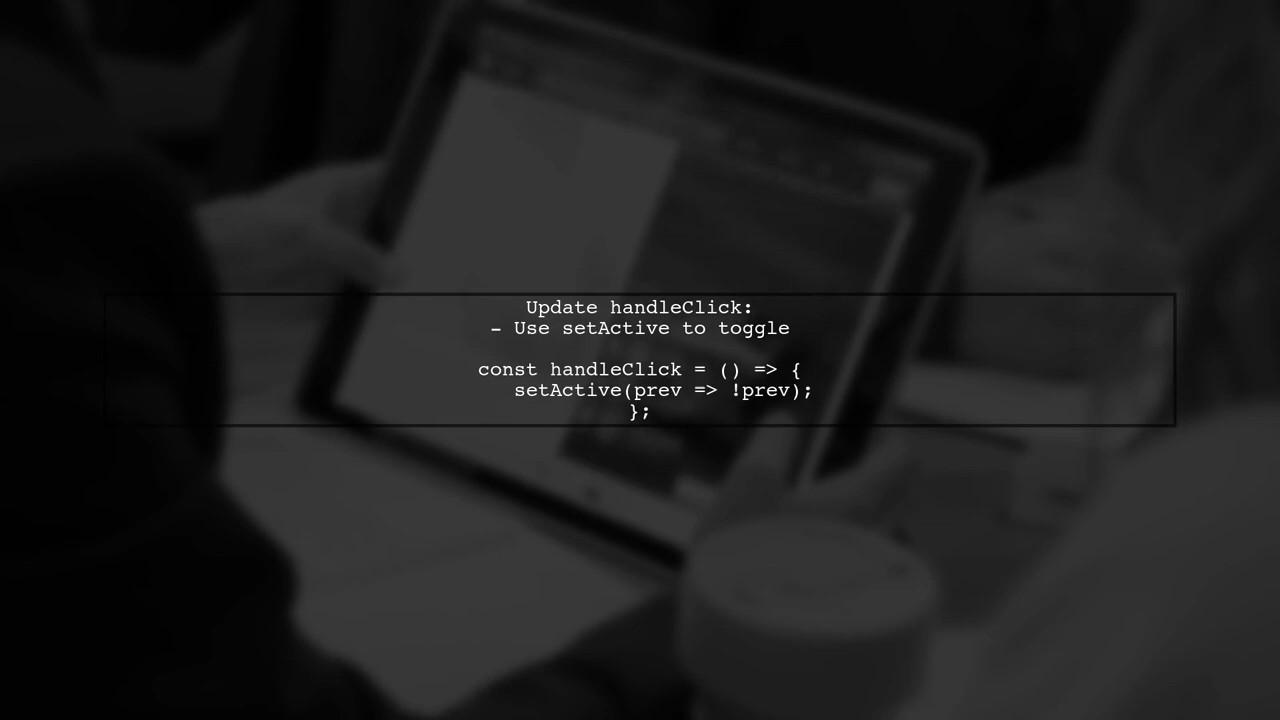 Update handleClick:
- Use setActive to toggle
const handleClick = () => {
setActive(prev => !prev);
};